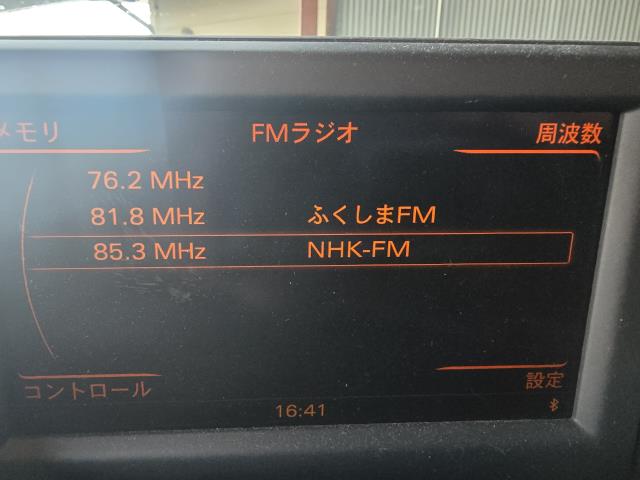 メモリ FMラジオ 周波数
76.2 MHz
81.8 MHz ふくしまFM
85.3 MHz NHK-FM
コントロール 設定
16:41